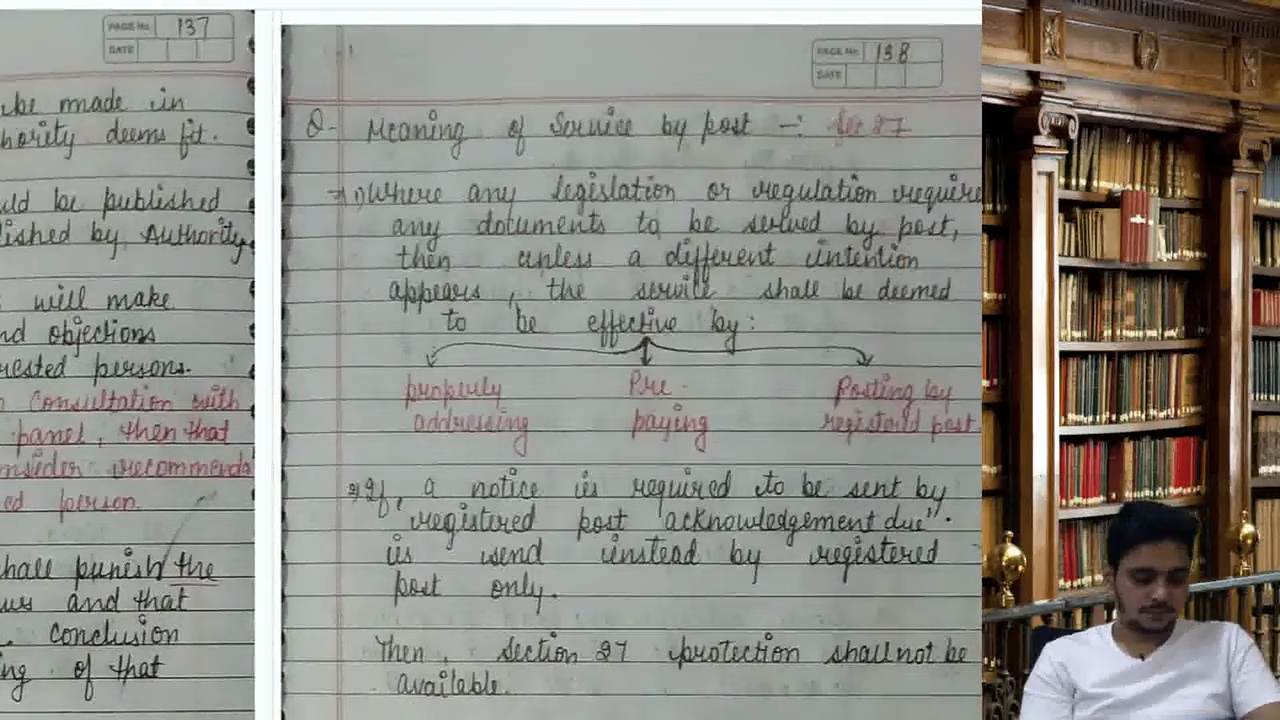 PAGE No. 137
DATE
be made in
hority deems fit.
uld be published
lished by Authority.
will make
nd objections
rested persons.
n consultation with
panel, then that
nsider recommenda
ed person.
hall punish the
and that
. Conclusion
ng of that
PAGE No. 138
DATE
Q- Meaning of Service by post -: Sec 27
→1) Where any legislation or regulation require
any documents to be served by post,
then unless a different intention
appears, the service shall be deemed
to be effective by:
properly Pre- Posting by
addressing paying registered post
2) If, a notice is required to be sent by
"registered post acknowledgement due".
is send instead by registered
post only.
Then, Section 27 protection shall not be
available.